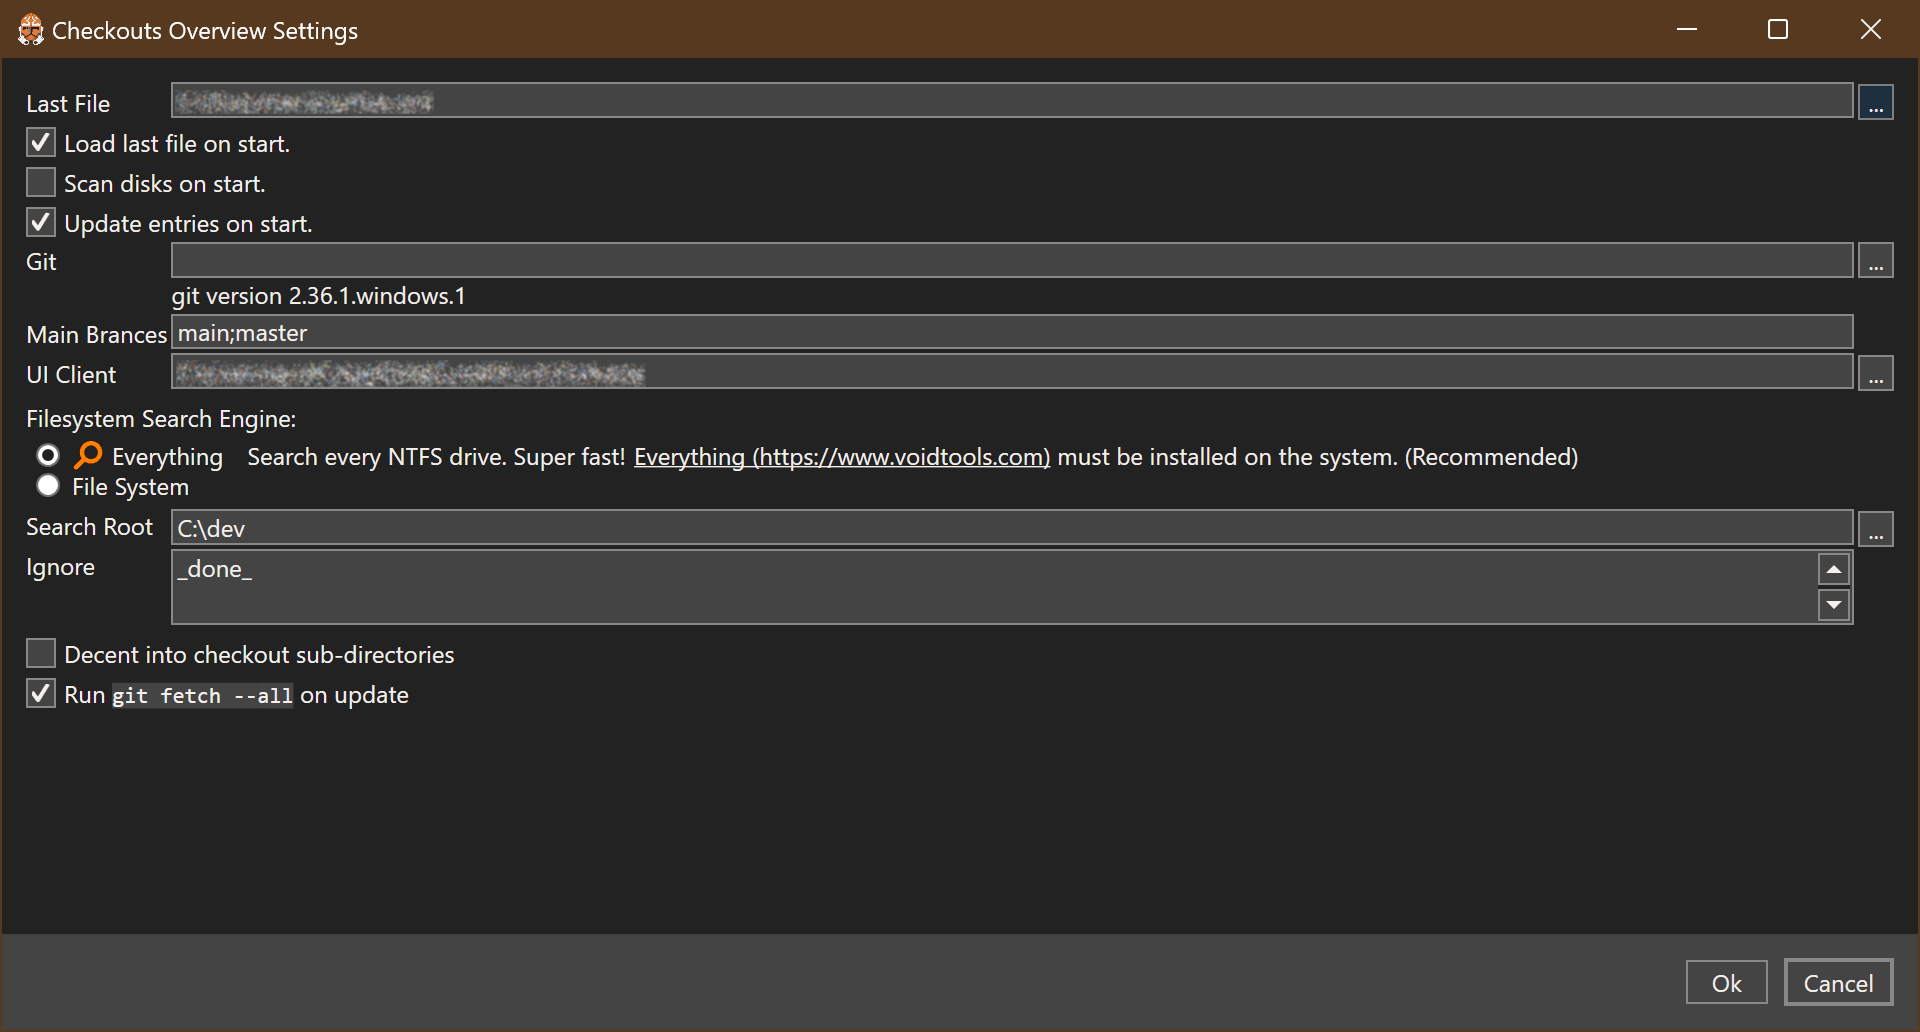 Checkouts Overview Settings
Last File
...
Load last file on start.
Scan disks on start.
Update entries on start.
Git
...
git version 2.36.1.windows.1
Main Brances main;master
UI Client
...
Filesystem Search Engine:
Everything Search every NTFS drive. Super fast! Everything (https://www.voidtools.com) must be installed on the system. (Recommended)
File System
Search Root C:\dev ...
Ignore _done_
Decent into checkout sub-directories
Run git fetch --all on update
Ok Cancel